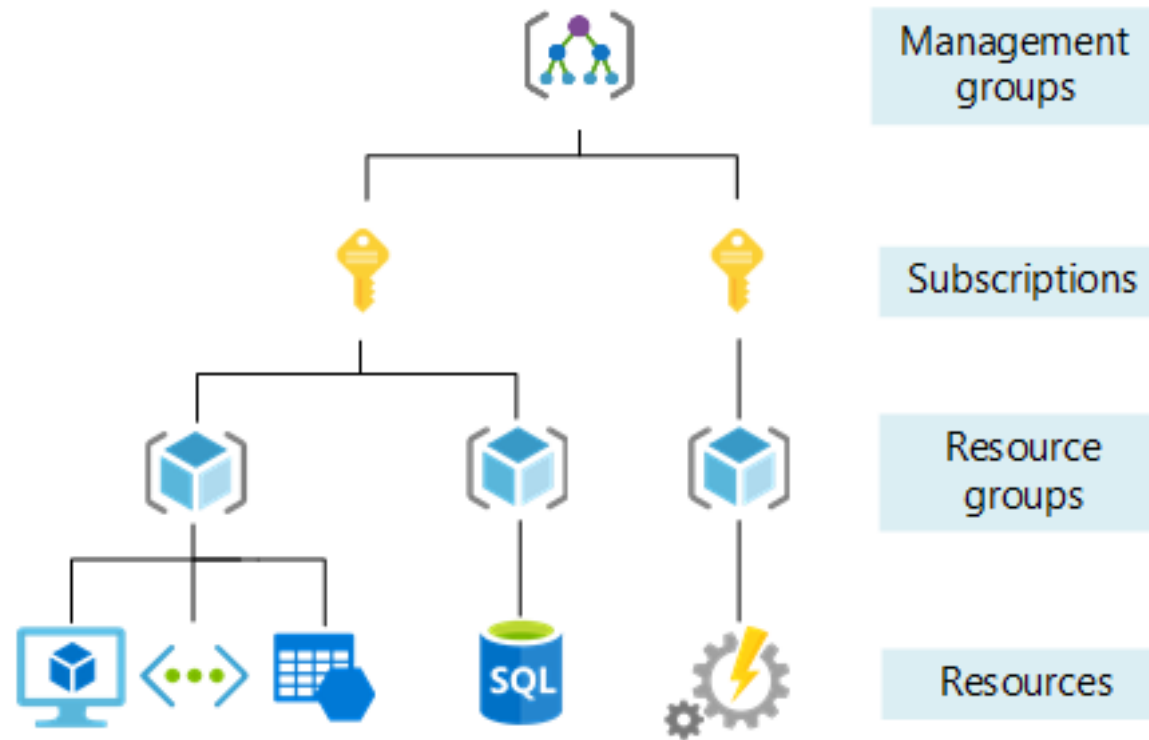 Management
groups
Subscriptions
Resource
groups
SQL
Resources